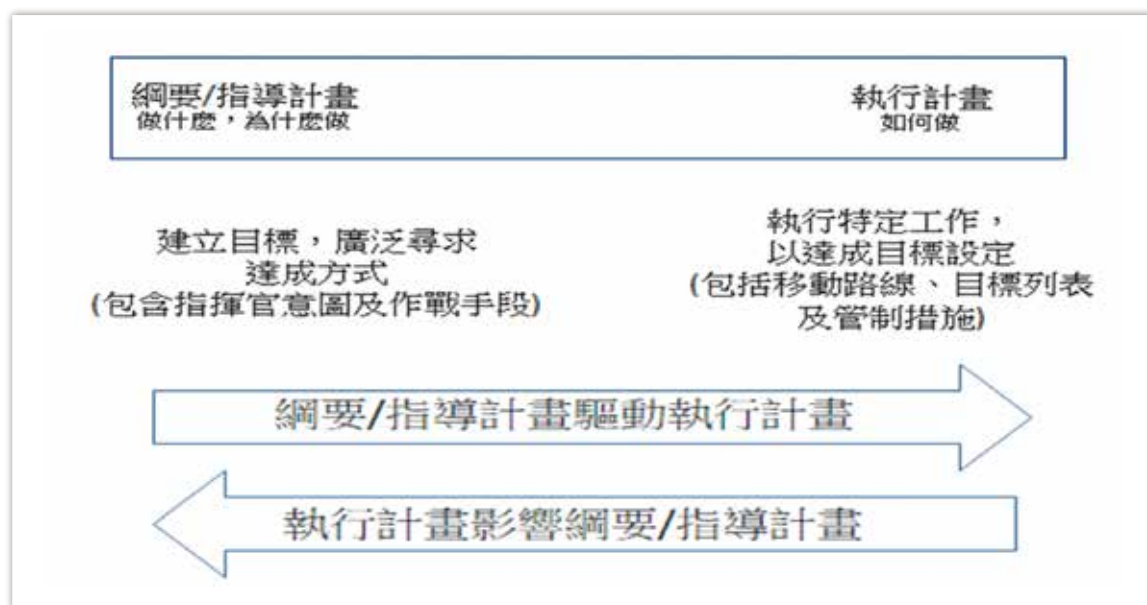 綱要/指導計畫
做什麼，為什麼做
執行計畫
如何做
建立目標，廣泛尋求
達成方式
(包含指揮官意圖及作戰手段)
執行特定工作，
以達成目標設定
(包括移動路線、目標列表
及管制措施)
綱要/指導計畫驅動執行計畫
執行計畫影響綱要/指導計畫